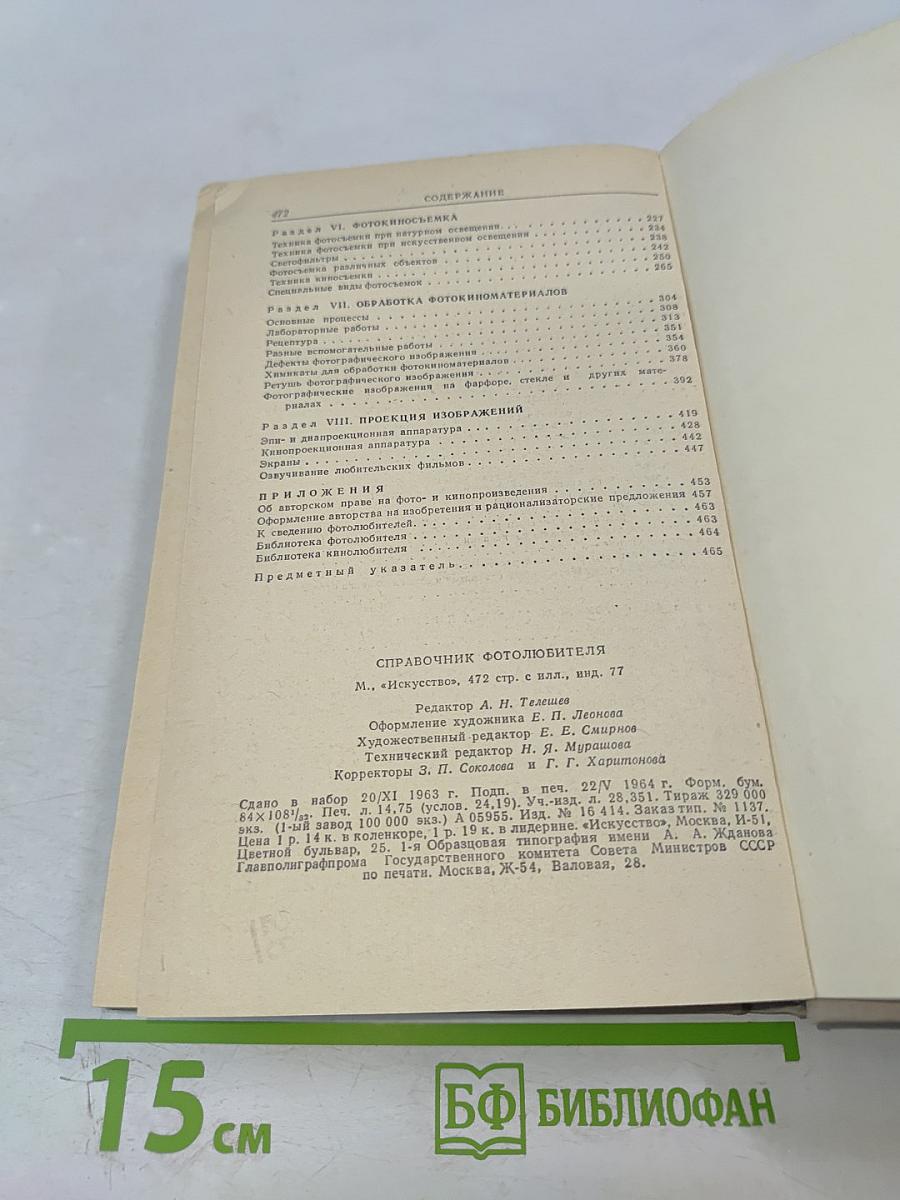 472
СОДЕРЖАНИЕ
Раздел VI. ФОТОКИНОСЪЕМКА
Техника фотосъемки при натурном освещении . . . 227
Техника фотосъемки при искусственном освещении . . . 234
Светофильтры . . . 238
Фотосъемка различных объектов . . . 242
Техника киносъемки . . . 250
Специальные виды фотосъемок . . . 265
Раздел VII. ОБРАБОТКА ФОТОКИНОМАТЕРИАЛОВ
Основные процессы . . . 304
Лабораторные работы . . . 308
Рецептура . . . 313
Разные вспомогательные работы . . . 351
Дефекты фотографического изображения . . . 354
Химикаты для обработки фотокиноматериалов . . . 360
Ретушь фотографического изображения . . . 378
Фотографические изображения на фарфоре, стекле и других мате-
риалах . . . 392
Раздел VIII. ПРОЕКЦИЯ ИЗОБРАЖЕНИЙ
Эпи- и диапроекционная аппаратура . . . 419
Кинопроекционная аппаратура . . . 428
Экраны . . . 442
Озвучивание любительских фильмов . . . 447
ПРИЛОЖЕНИЯ
Об авторском праве на фото- и кинопроизведения . . . 453
Оформление авторства на изобретения и рационализаторские предложения 457
К сведению фотолюбителей . . . 463
Библиотека фотолюбителя . . . 463
Библиотека кинолюбителя . . . 464
Предметный указатель . . . 465
СПРАВОЧНИК ФОТОЛЮБИТЕЛЯ
М., «Искусство», 472 стр. с илл., инд. 77
Редактор А. Н. Телешев
Оформление художника Е. П. Леонова
Художественный редактор Е. Е. Смирнов
Технический редактор Н. Я. Мурашова
Корректоры З. П. Соколова и Г. Г. Харитонова
Сдано в набор 20/XI 1963 г. Подп. в печ. 22/V 1964 г. Форм. бум.
84×108¹/₃₂. Печ. л. 14,75 (услов. 24,19). Уч.-изд. л. 28,351. Тираж 329 000
экз. (1-ый завод 100 000 экз.) А 05955. Изд. № 16 414. Заказ тип. № 1137.
Цена 1 р. 14 к. в коленкоре, 1 р. 19 к. в лидерине. «Искусство», Москва, И-51,
Цветной бульвар, 25. 1-я Образцовая типография имени А. А. Жданова
Главполиграфпрома Государственного комитета Совета Министров СССР
по печати. Москва, Ж-54, Валовая, 28.
15 см
БФ БИБЛИОФАН